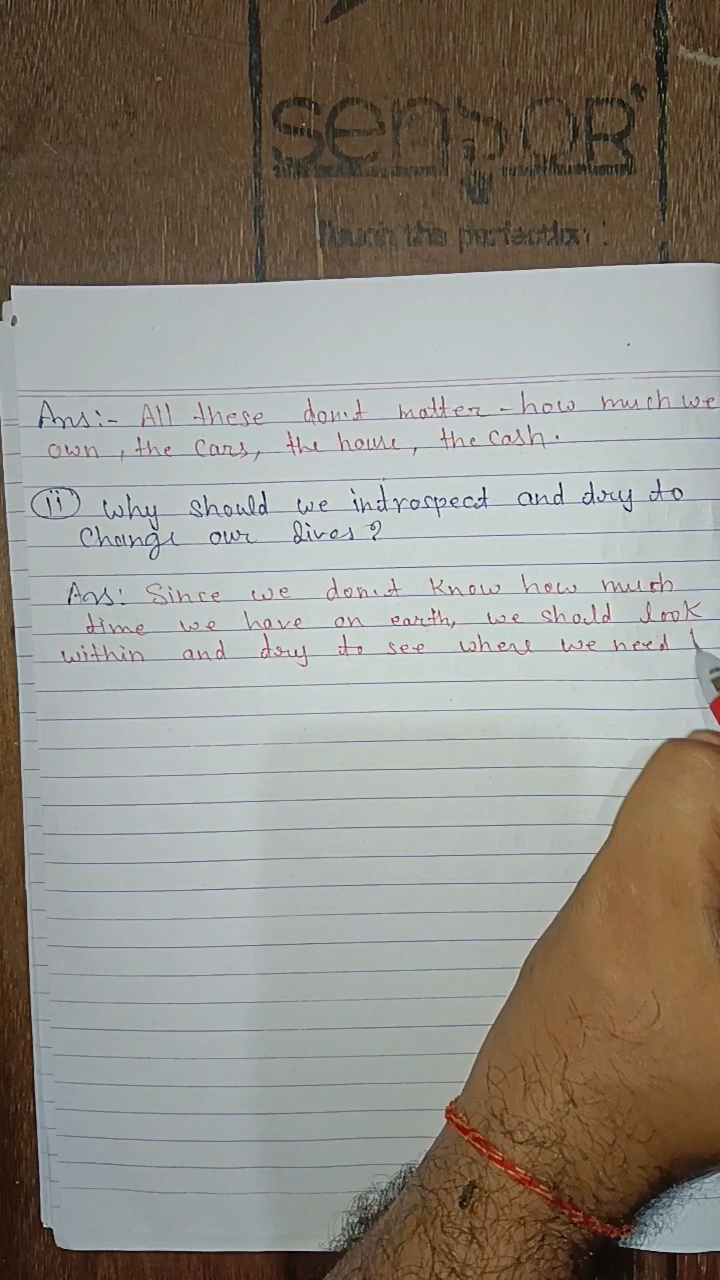 sensOR
Touch the perfection
Ans:- All these don't matter - how much we
own, the cars, the house, the cash.
(ii) Why should we introspect and try to
change our lives?
Ans: Since we don't know how much
time we have on earth, we should look
within and try to see where we need t